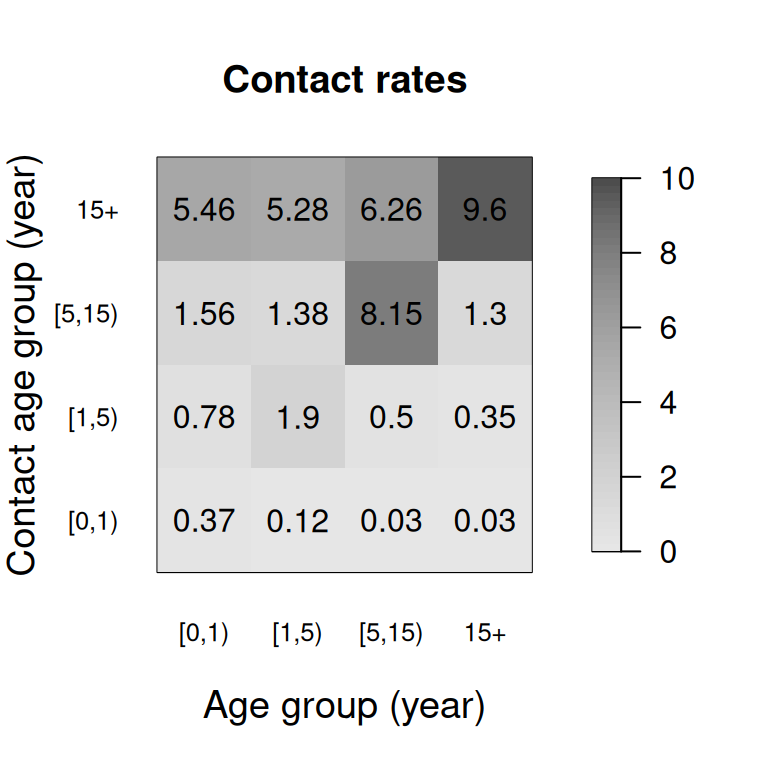 Contact rates
Contact age group (year)
15+ 5.46 5.28 6.26 9.6
[5,15) 1.56 1.38 8.15 1.3
[1,5) 0.78 1.9 0.5 0.35
[0,1) 0.37 0.12 0.03 0.03
[0,1) [1,5) [5,15) 15+
Age group (year)
10
8
6
4
2
0